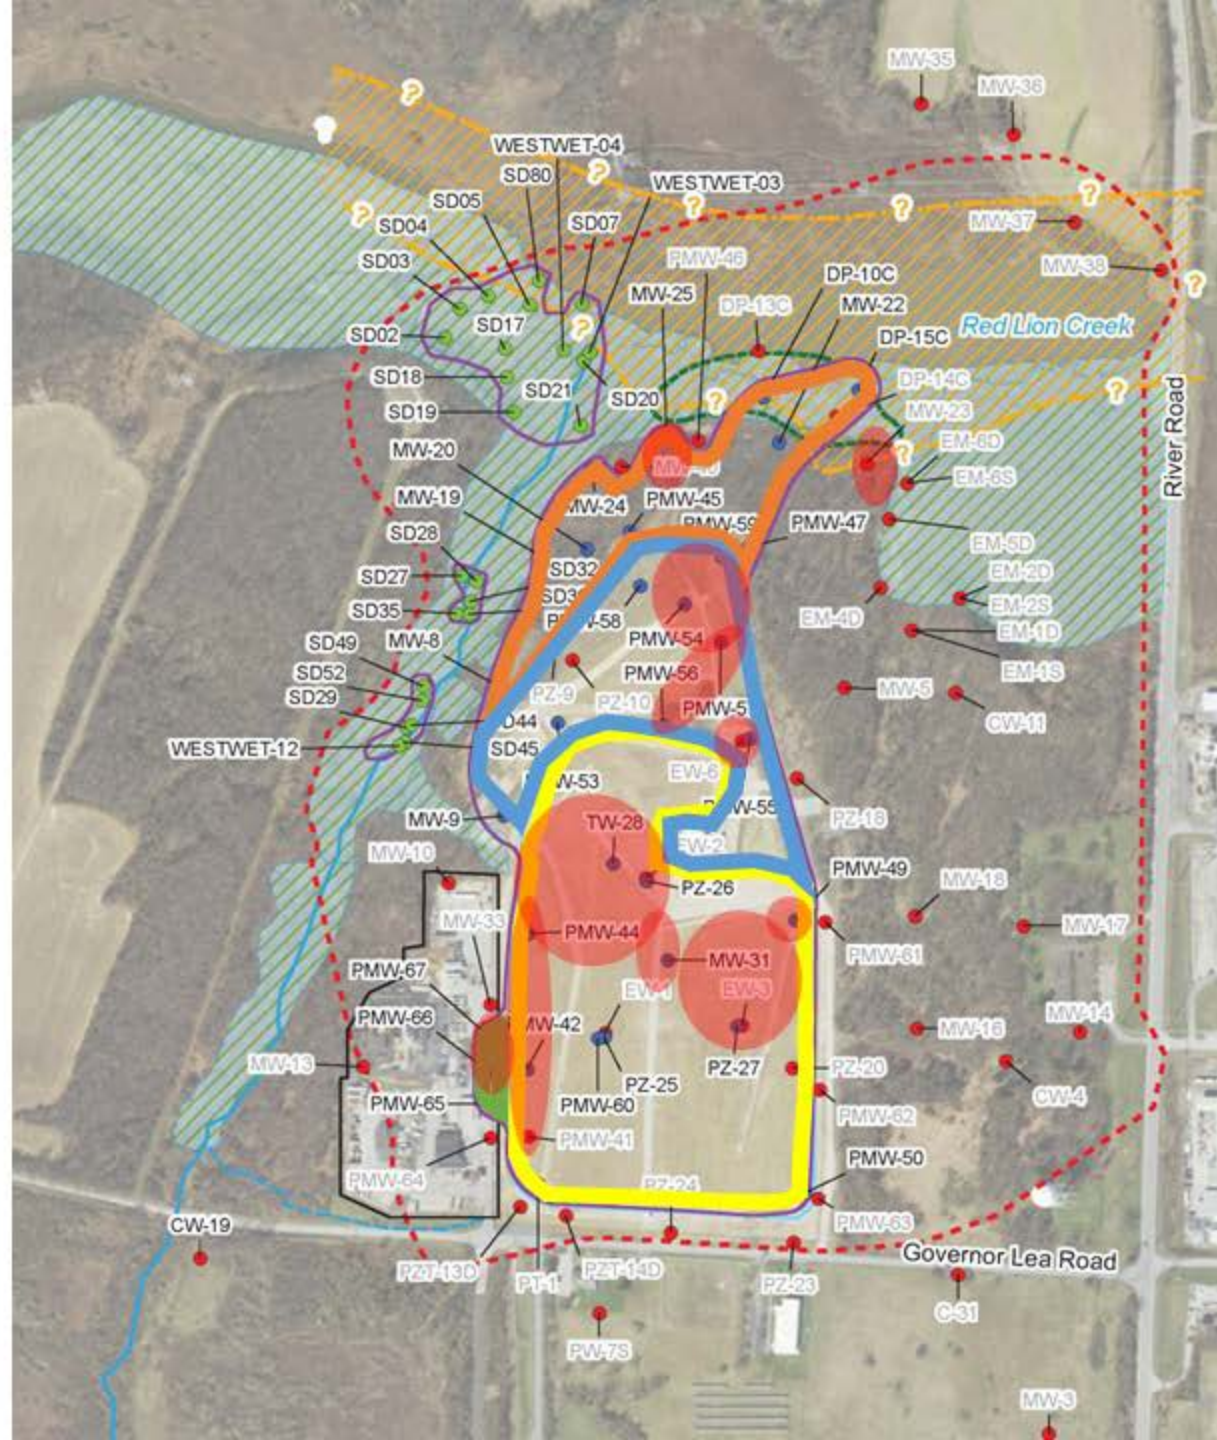 MW-35
MW-36
WESTWET-04
SD80
WESTWET-03
SD05
SD04
SD07
MW-37
SD03
PMW-46
MW-38
DP-10C
MW-25
MW-22
DP-13C
Red Lion Creek
SD02
SD17
DP-15C
SD18
DP-14C
SD21
SD20
SD19
MW-23
EM-6D
MW-20
EM-6S
MW-24
PMW-45
MW-19
PMW-59
PMW-47
River Road
SD28
EM-5D
SD32
EM-2D
SD27
EM-2S
SD35
EM-4D
EM-1D
PMW-54
MW-8
SD49
EM-1S
SD52
PMW-56
MW-5
SD29
PZ-9
PZ-10
CW-11
SD45
WESTWET-12
EW-6
MW-9
PZ-18
TW-28
MW-10
PMW-49
PZ-26
MW-18
MW-33
MW-17
PMW-44
PMW-61
MW-31
PMW-67
EW-3
PMW-66
MW-16
MW-14
MW-13
PZ-27
PZ-20
PZ-25
CW-4
PMW-65
PMW-60
PMW-62
PMW-41
PMW-50
PMW-64
PZ-24
CW-19
PMW-63
Governor Lea Road
PZT-13D
PT-1
PZT-14D
PZ-23
C-31
PW-7S
MW-3
? ? ? ? ? ? ? ? ? ? ?